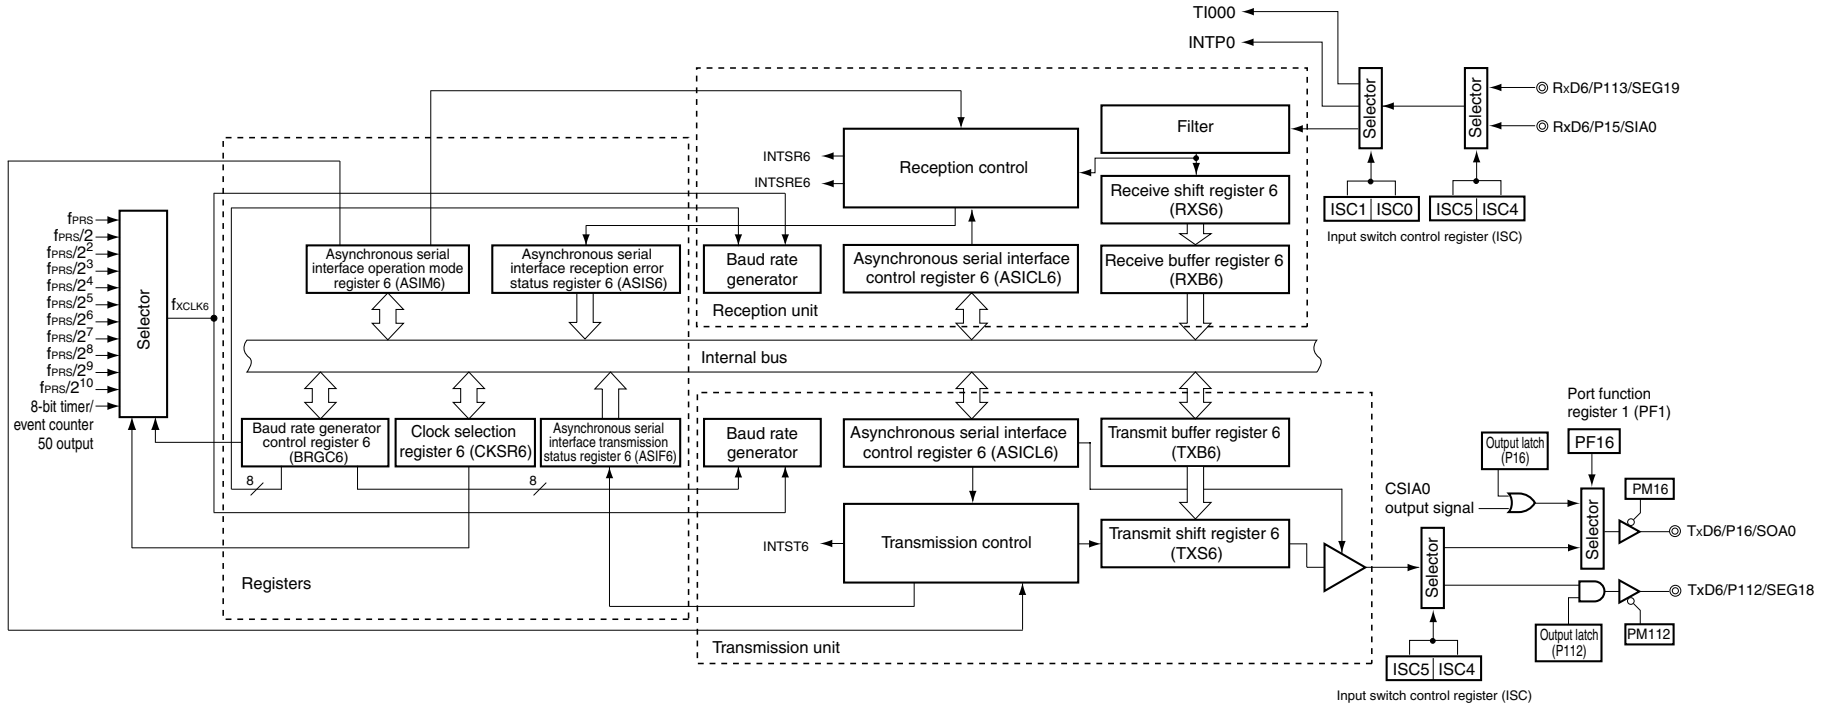 TI000
INTP0
Selector
Selector
RxD6/P113/SEG19
RxD6/P15/SIA0
ISC1 ISC0
ISC5 ISC4
Input switch control register (ISC)
Filter
Reception control
INTSR6
INTSRE6
Receive shift register 6
(RXS6)
fPRS
fPRS/2
fPRS/2²
fPRS/2³
fPRS/2⁴
fPRS/2⁵
fPRS/2⁶
fPRS/2⁷
fPRS/2⁸
fPRS/2⁹
fPRS/2¹⁰
8-bit timer/
event counter
50 output
Selector
fXCLK6
Asynchronous serial
interface operation mode
register 6 (ASIM6)
Asynchronous serial
interface reception error
status register 6 (ASIS6)
Baud rate
generator
Asynchronous serial interface
control register 6 (ASICL6)
Receive buffer register 6
(RXB6)
Reception unit
Internal bus
Baud rate generator
control register 6
(BRGC6)
Clock selection
register 6 (CKSR6)
Asynchronous serial
interface transmission
status register 6 (ASIF6)
Baud rate
generator
Asynchronous serial interface
control register 6 (ASICL6)
Transmit buffer register 6
(TXB6)
8
8
INTST6
Transmission control
Transmit shift register 6
(TXS6)
Registers
Transmission unit
Port function
register 1 (PF1)
PF16
Output latch
(P16)
CSIA0
output signal
Selector
PM16
TxD6/P16/SOA0
Selector
TxD6/P112/SEG18
Output latch
(P112)
PM112
ISC5 ISC4
Input switch control register (ISC)